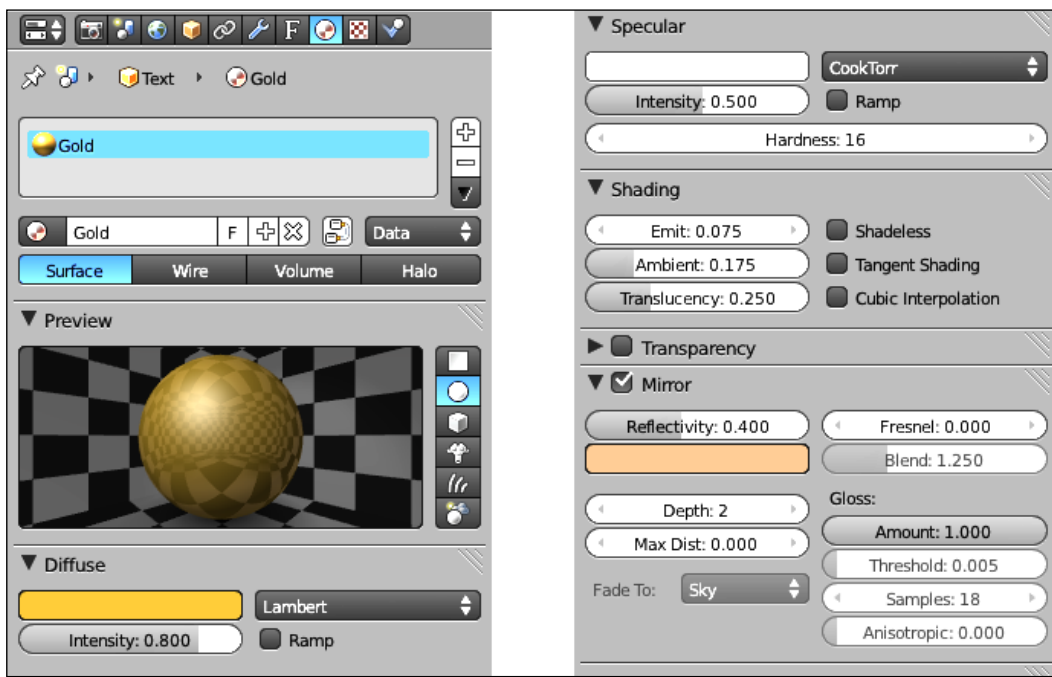 F
Text
Gold
Gold
Gold
F
Data
Surface
Wire
Volume
Halo
Preview
Diffuse
Lambert
Intensity: 0.800
Ramp
Specular
CookTorr
Intensity: 0.500
Ramp
Hardness: 16
Shading
Emit: 0.075
Shadeless
Ambient: 0.175
Tangent Shading
Translucency: 0.250
Cubic Interpolation
Transparency
Mirror
Reflectivity: 0.400
Fresnel: 0.000
Blend: 1.250
Depth: 2
Gloss:
Max Dist: 0.000
Amount: 1.000
Threshold: 0.005
Fade To:
Sky
Samples: 18
Anisotropic: 0.000